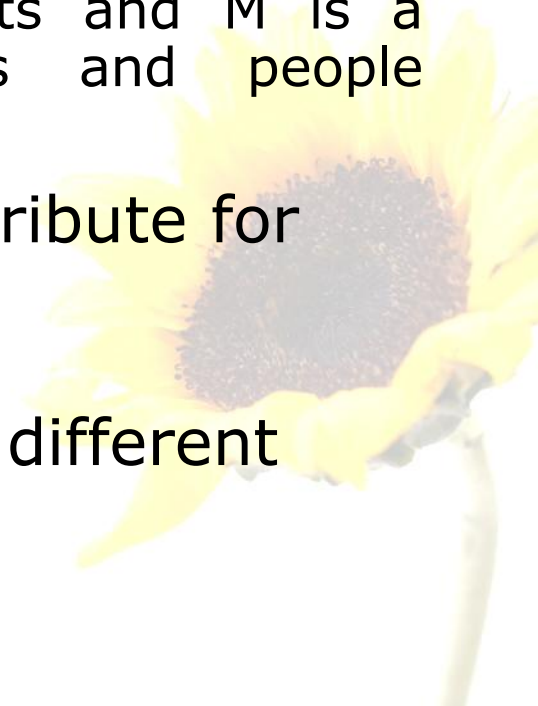 ts and M is a
s and people
ribute for
different